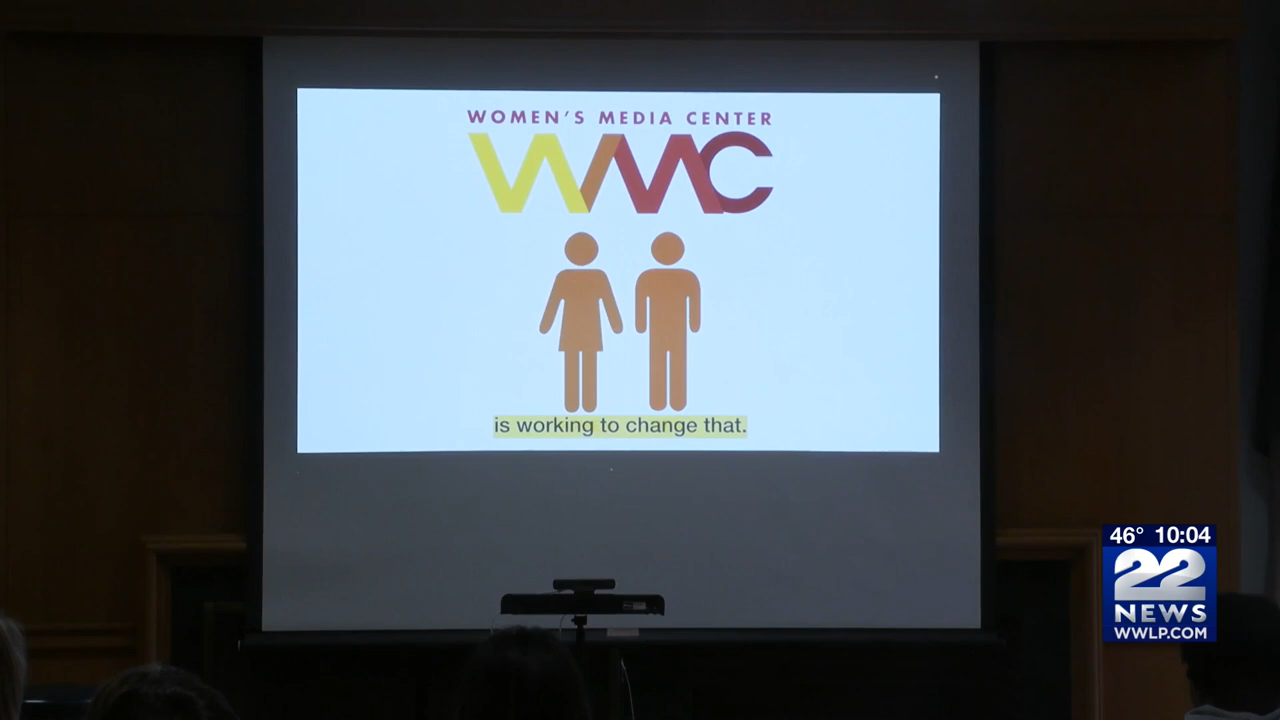 WOMEN'S MEDIA CENTER
WMC
is working to change that.
46° 10:04
22
NEWS
WWLP.COM